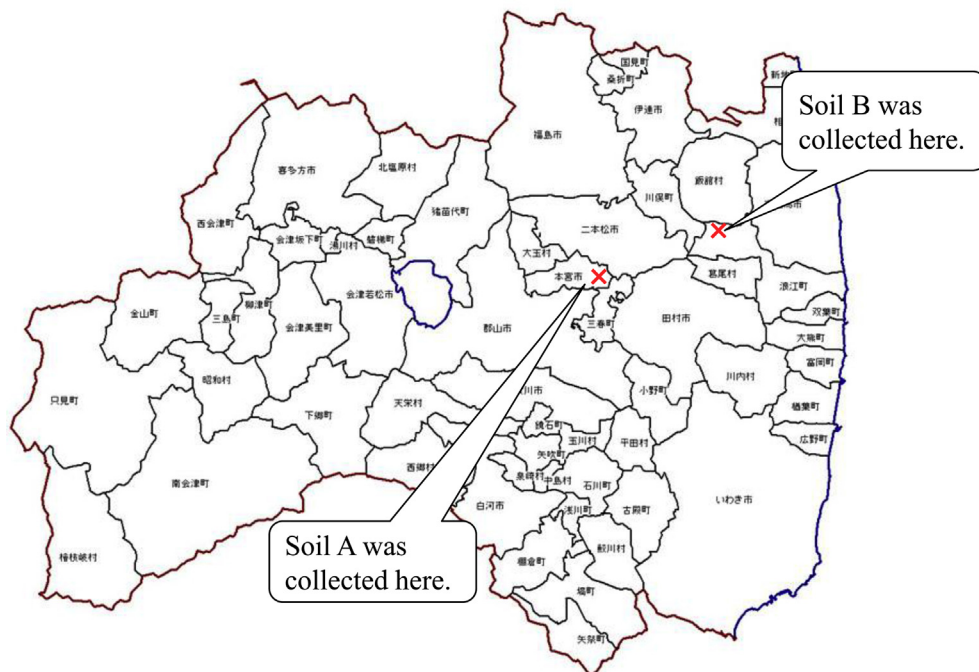 国見町
桑折町
伊達市
福島市
飯舘村
川俣町
喜多方市
北塩原村
猪苗代町
西会津町
会津坂下町
湯川村
磐梯町
二本松市
大玉村
本宮市
会津若松市
葛尾村
浪江町
双葉町
大熊町
富岡町
楢葉町
広野町
金山町
三島町
柳津町
会津美里町
郡山市
三春町
田村市
川内村
小野町
昭和村
只見町
下郷町
天栄村
鏡石町
玉川村
平田村
矢吹町
泉崎村
中島村
石川町
西郷村
白河市
浅川町
古殿町
いわき市
南会津町
檜枝岐村
鮫川村
棚倉町
塙町
矢祭町
Soil B was
collected here.
Soil A was
collected here.